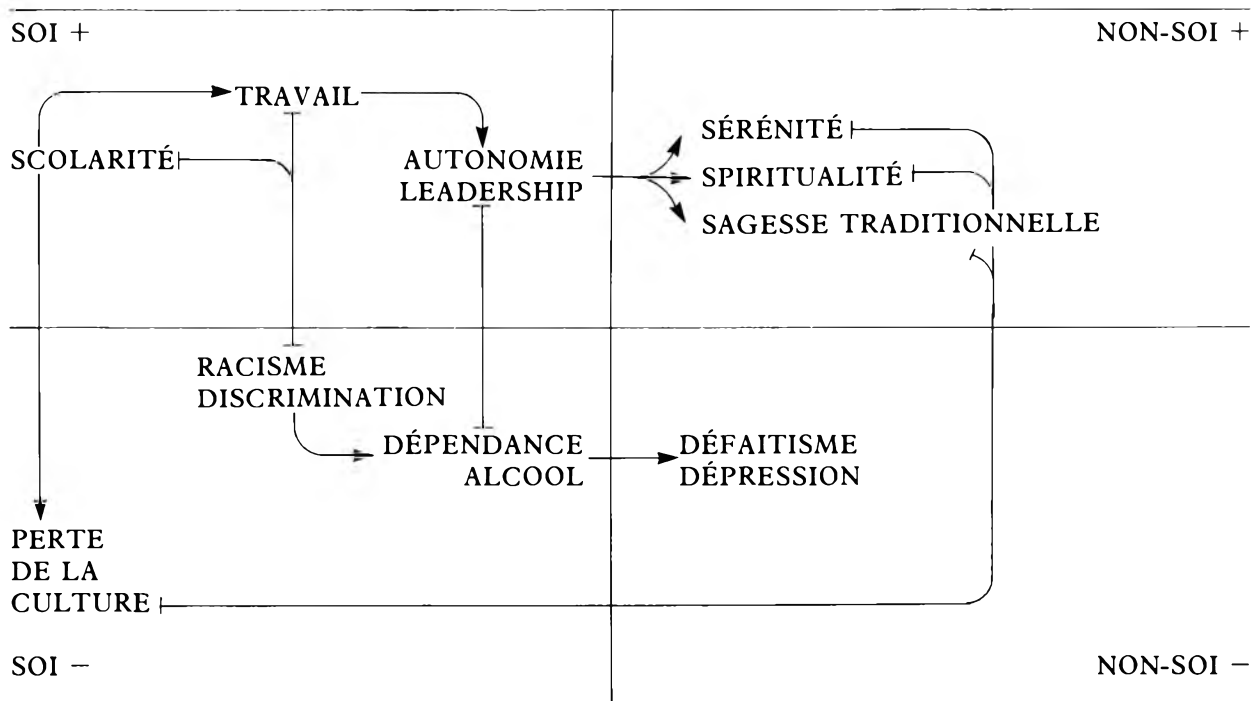 SOI +
NON-SOI +
TRAVAIL
SCOLARITÉ
AUTONOMIE
LEADERSHIP
SÉRÉNITÉ
SPIRITUALITÉ
SAGESSE TRADITIONNELLE
RACISME
DISCRIMINATION
DÉPENDANCE
ALCOOL
DÉFAITISME
DÉPRESSION
PERTE
DE LA
CULTURE
SOI −
NON-SOI −